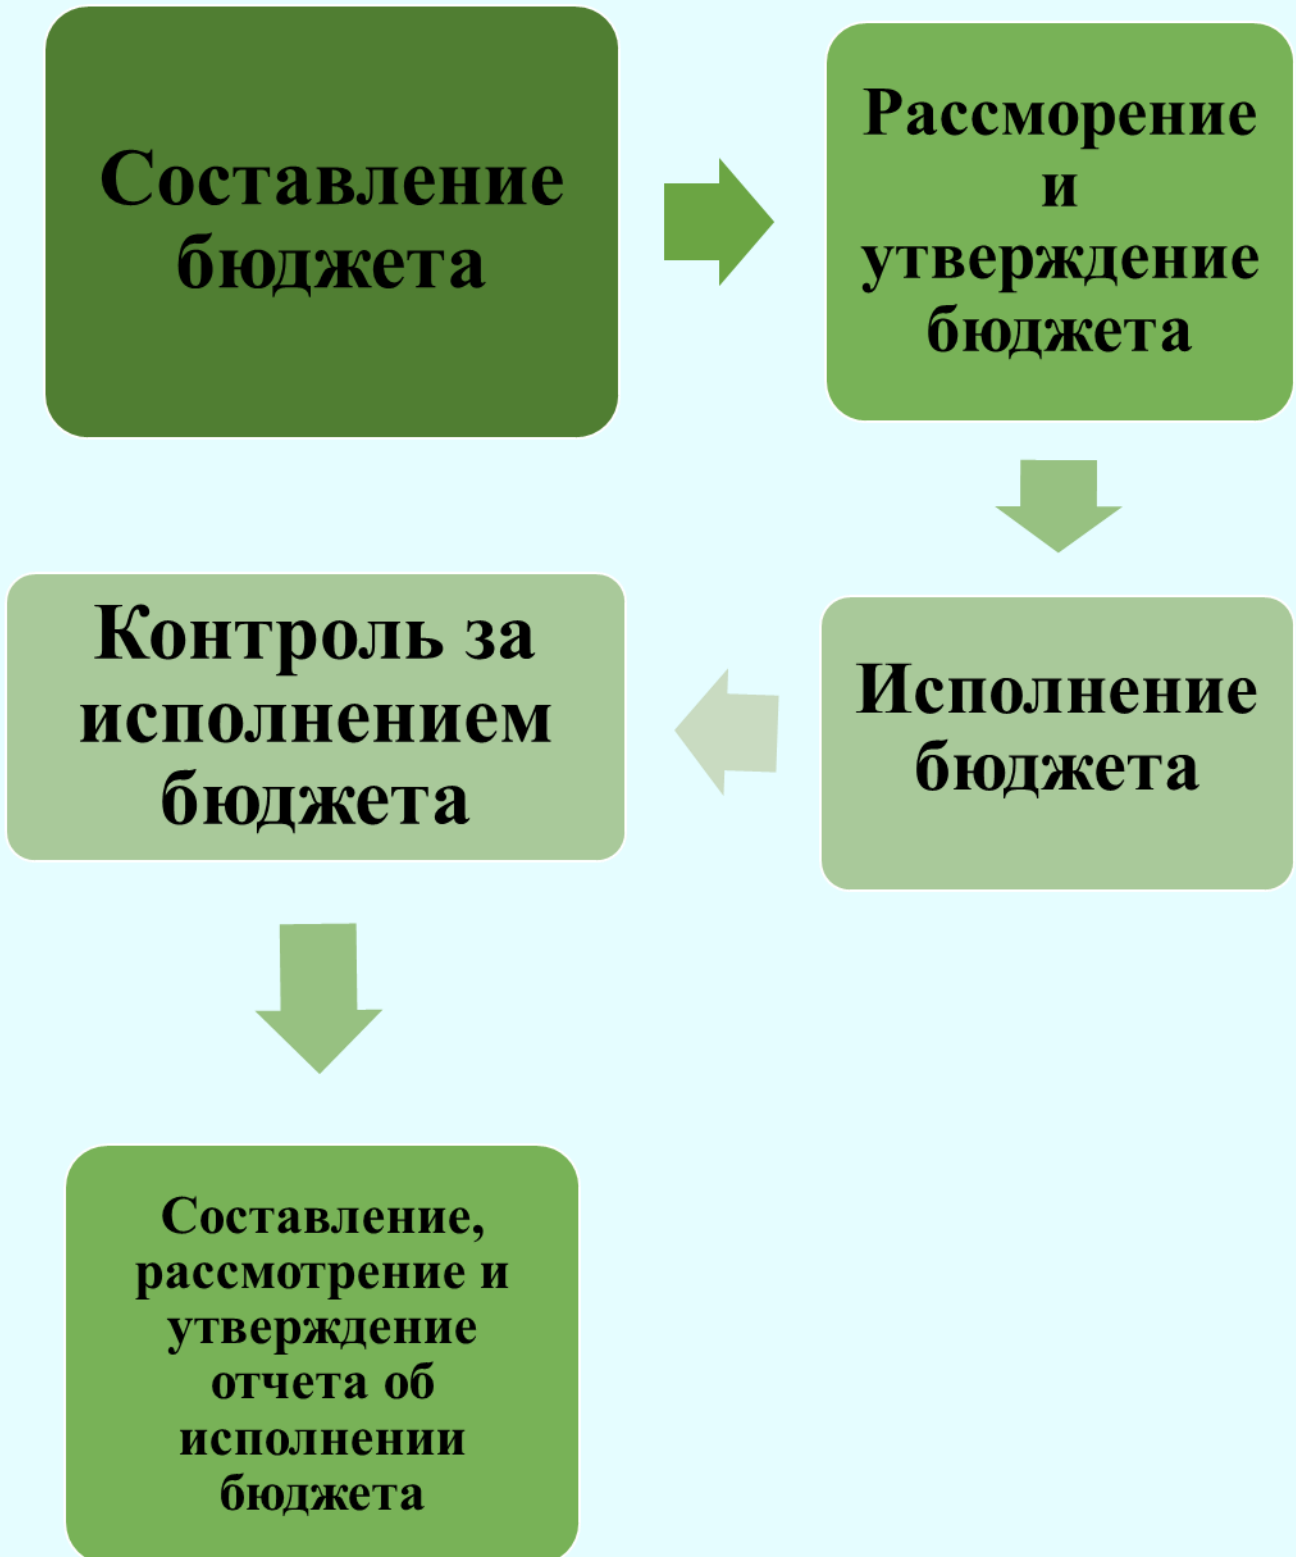 Составление
бюджета
Рассморение
и
утверждение
бюджета
Исполнение
бюджета
Контроль за
исполнением
бюджета
Составление,
рассмотрение и
утверждение
отчета об
исполнении
бюджета